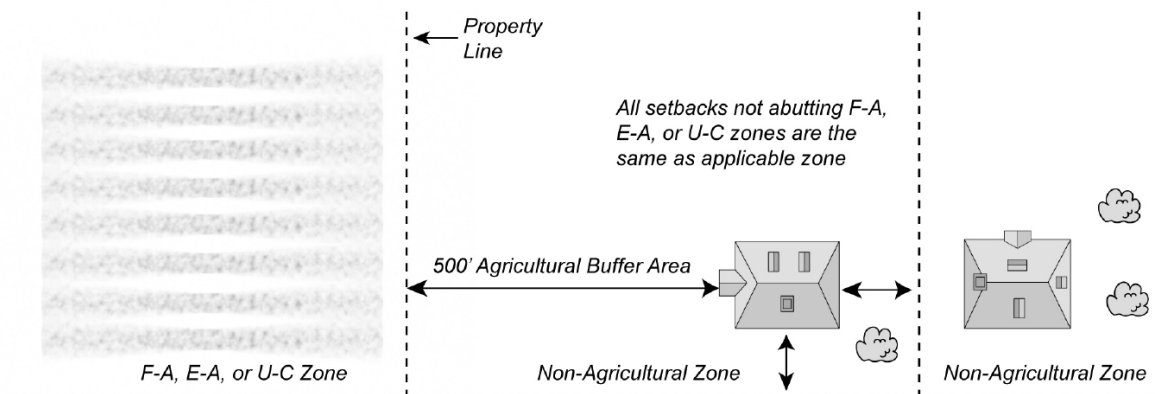 Property
Line
All setbacks not abutting F-A,
E-A, or U-C zones are the
same as applicable zone
500’ Agricultural Buffer Area
F-A, E-A, or U-C Zone
Non-Agricultural Zone
Non-Agricultural Zone